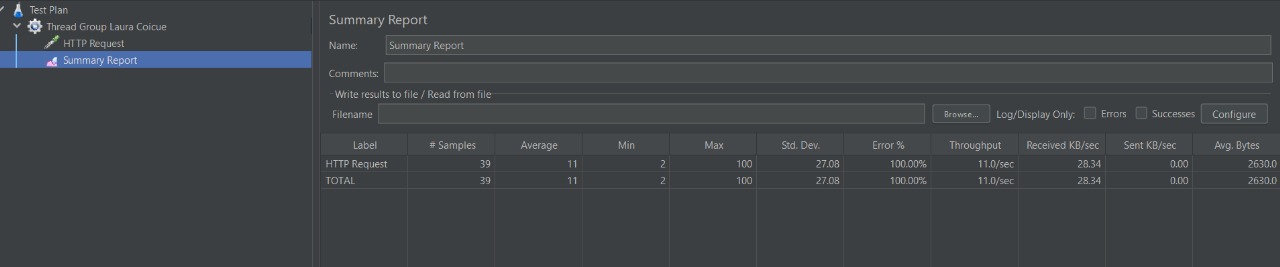 Test Plan
Thread Group Laura Coicue
HTTP Request
Summary Report
Summary Report
Name: Summary Report
Comments:
Write results to file / Read from file
Filename Browse... Log/Display Only: Errors Successes Configure
Label # Samples Average Min Max Std. Dev. Error % Throughput Received KB/sec Sent KB/sec Avg. Bytes
HTTP Request 39 11 2 100 27.08 100.00% 11.0/sec 28.34 0.00 2630.0
TOTAL 39 11 2 100 27.08 100.00% 11.0/sec 28.34 0.00 2630.0